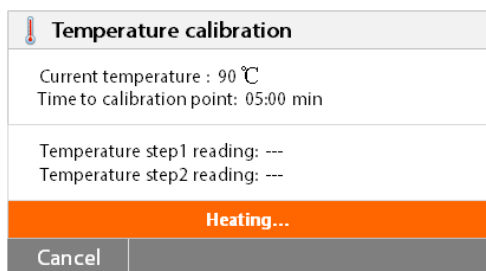 Temperature calibration
Current temperature : 90 ℃
Time to calibration point: 05:00 min
Temperature step1 reading: ---
Temperature step2 reading: ---
Heating...
Cancel